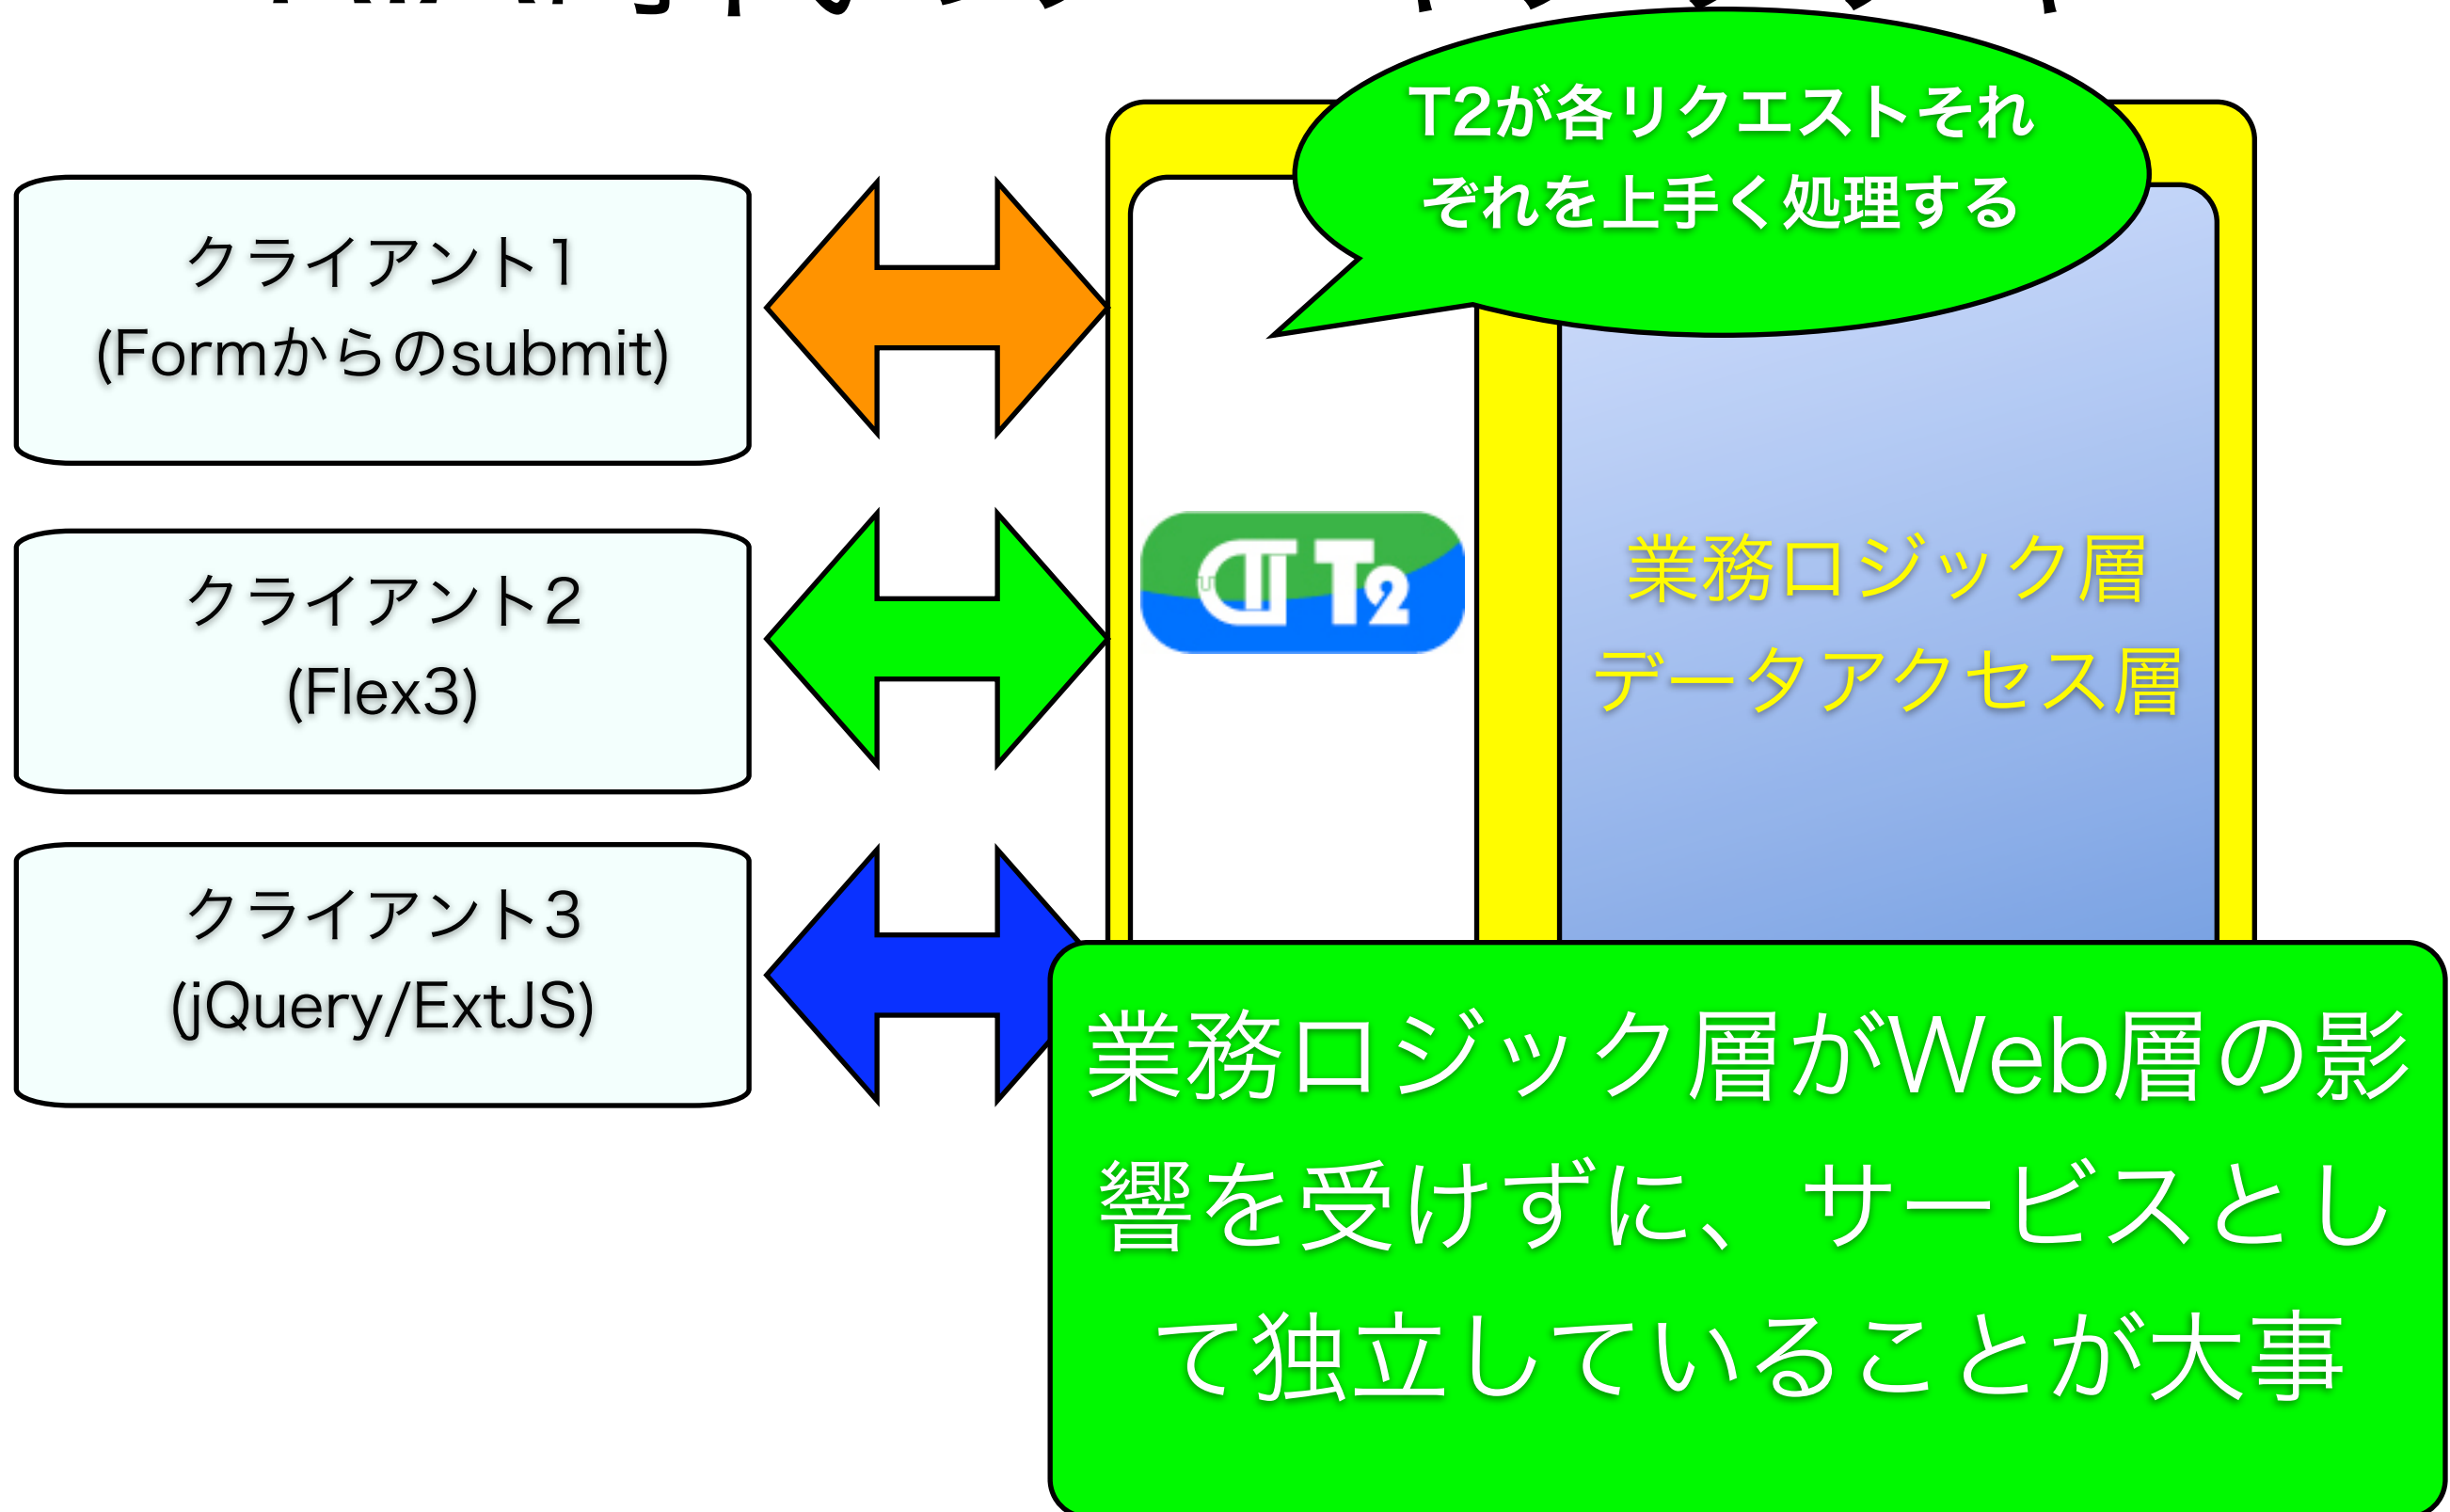 T2が各リクエストそれ
ぞれを上手く処理する
クライアント1
(Formからのsubmit)
クライアント2
(Flex3)
クライアント3
(jQuery/ExtJS)
T2
業務ロジック層
データアクセス層
業務ロジック層がWeb層の影
響を受けずに、サービスとし
て独立していることが大事